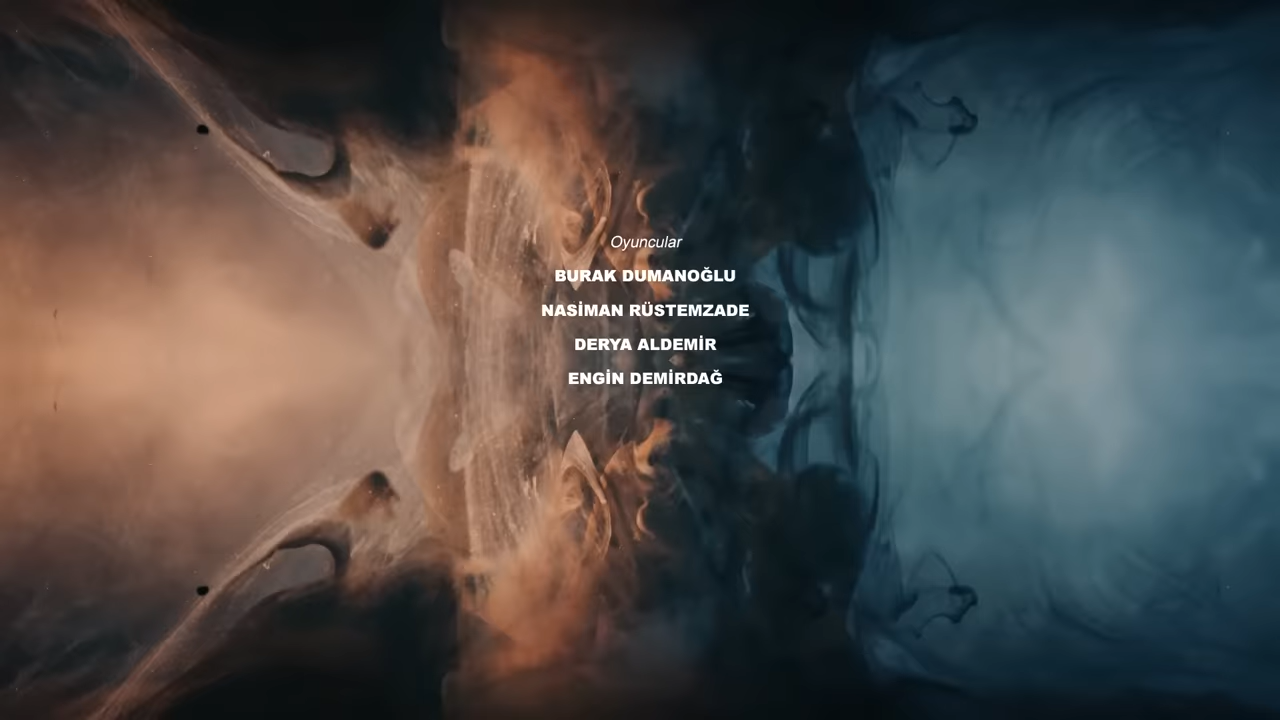 Oyuncular
BURAK DUMANOĞLU
NASİMAN RÜSTEMZADE
DERYA ALDEMİR
ENGİN DEMİRDAĞ